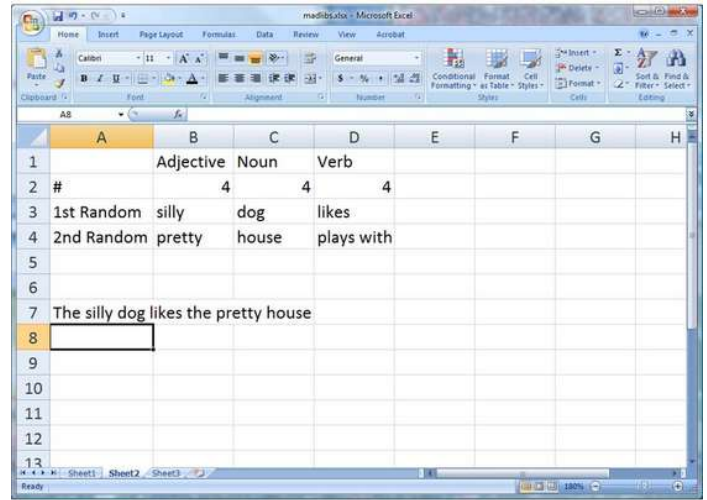 madlibs.xlsx - Microsoft Excel
Home Insert Page Layout Formulas Data Review View Acrobat
Calibri 11 A A General Insert
Paste B I U A $ % , Conditional Format Cell Delete Sort & Find &
Formatting as Table Styles Format Filter Select
Clipboard Font Alignment Number Styles Cells Editing
A8 fx
A B C D E F G H
1 Adjective Noun Verb
2 # 4 4 4
3 1st Random silly dog likes
4 2nd Random pretty house plays with
5
6
7 The silly dog likes the pretty house
8
9
10
11
12
13
Sheet1 Sheet2 Sheet3
Ready 180%